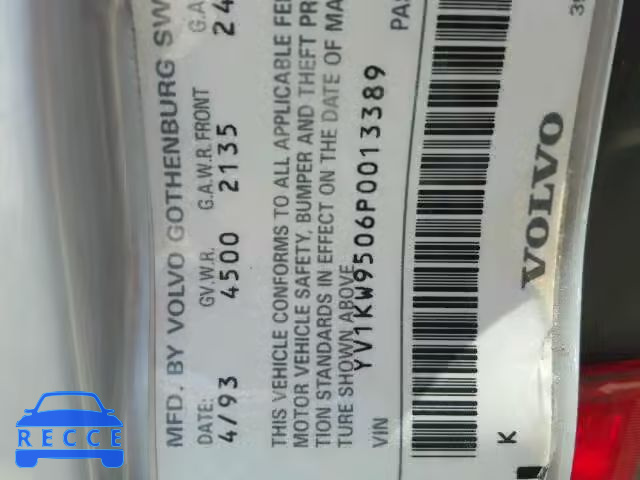 MFD. BY VOLVO GOTHENBURG SW
DATE: GV.W.R. G.A.W.R. FRONT G.A
4/93 4500 2135 24
THIS VEHICLE CONFORMS TO ALL APPLICABLE FE
MOTOR VEHICLE SAFETY, BUMPER AND THEFT PR
TION STANDARDS IN EFFECT ON THE DATE OF MA
TURE SHOWN ABOVE
YV1KW9506P0013389
VIN PAS
VOLVO
K
RECCE